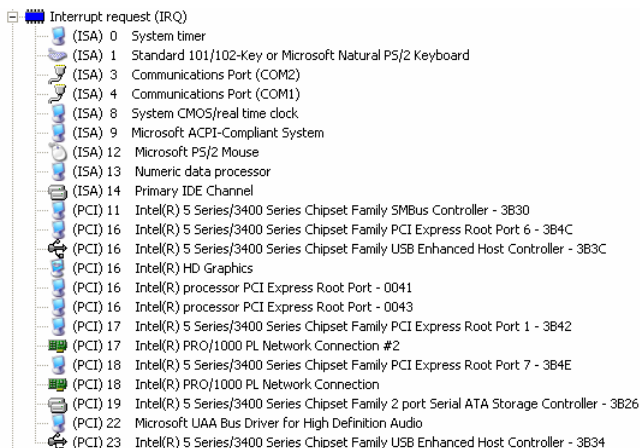 Interrupt request (IRQ)
(ISA) 0 System timer
(ISA) 1 Standard 101/102-Key or Microsoft Natural PS/2 Keyboard
(ISA) 3 Communications Port (COM2)
(ISA) 4 Communications Port (COM1)
(ISA) 8 System CMOS/real time clock
(ISA) 9 Microsoft ACPI-Compliant System
(ISA) 12 Microsoft PS/2 Mouse
(ISA) 13 Numeric data processor
(ISA) 14 Primary IDE Channel
(PCI) 11 Intel(R) 5 Series/3400 Series Chipset Family SMBus Controller - 3B30
(PCI) 16 Intel(R) 5 Series/3400 Series Chipset Family PCI Express Root Port 6 - 3B4C
(PCI) 16 Intel(R) 5 Series/3400 Series Chipset Family USB Enhanced Host Controller - 3B3C
(PCI) 16 Intel(R) HD Graphics
(PCI) 16 Intel(R) processor PCI Express Root Port - 0041
(PCI) 16 Intel(R) processor PCI Express Root Port - 0043
(PCI) 17 Intel(R) 5 Series/3400 Series Chipset Family PCI Express Root Port 1 - 3B42
(PCI) 17 Intel(R) PRO/1000 PL Network Connection #2
(PCI) 18 Intel(R) 5 Series/3400 Series Chipset Family PCI Express Root Port 7 - 3B4E
(PCI) 18 Intel(R) PRO/1000 PL Network Connection
(PCI) 19 Intel(R) 5 Series/3400 Series Chipset Family 2 port Serial ATA Storage Controller - 3B26
(PCI) 22 Microsoft UAA Bus Driver for High Definition Audio
(PCI) 23 Intel(R) 5 Series/3400 Series Chipset Family USB Enhanced Host Controller - 3B34